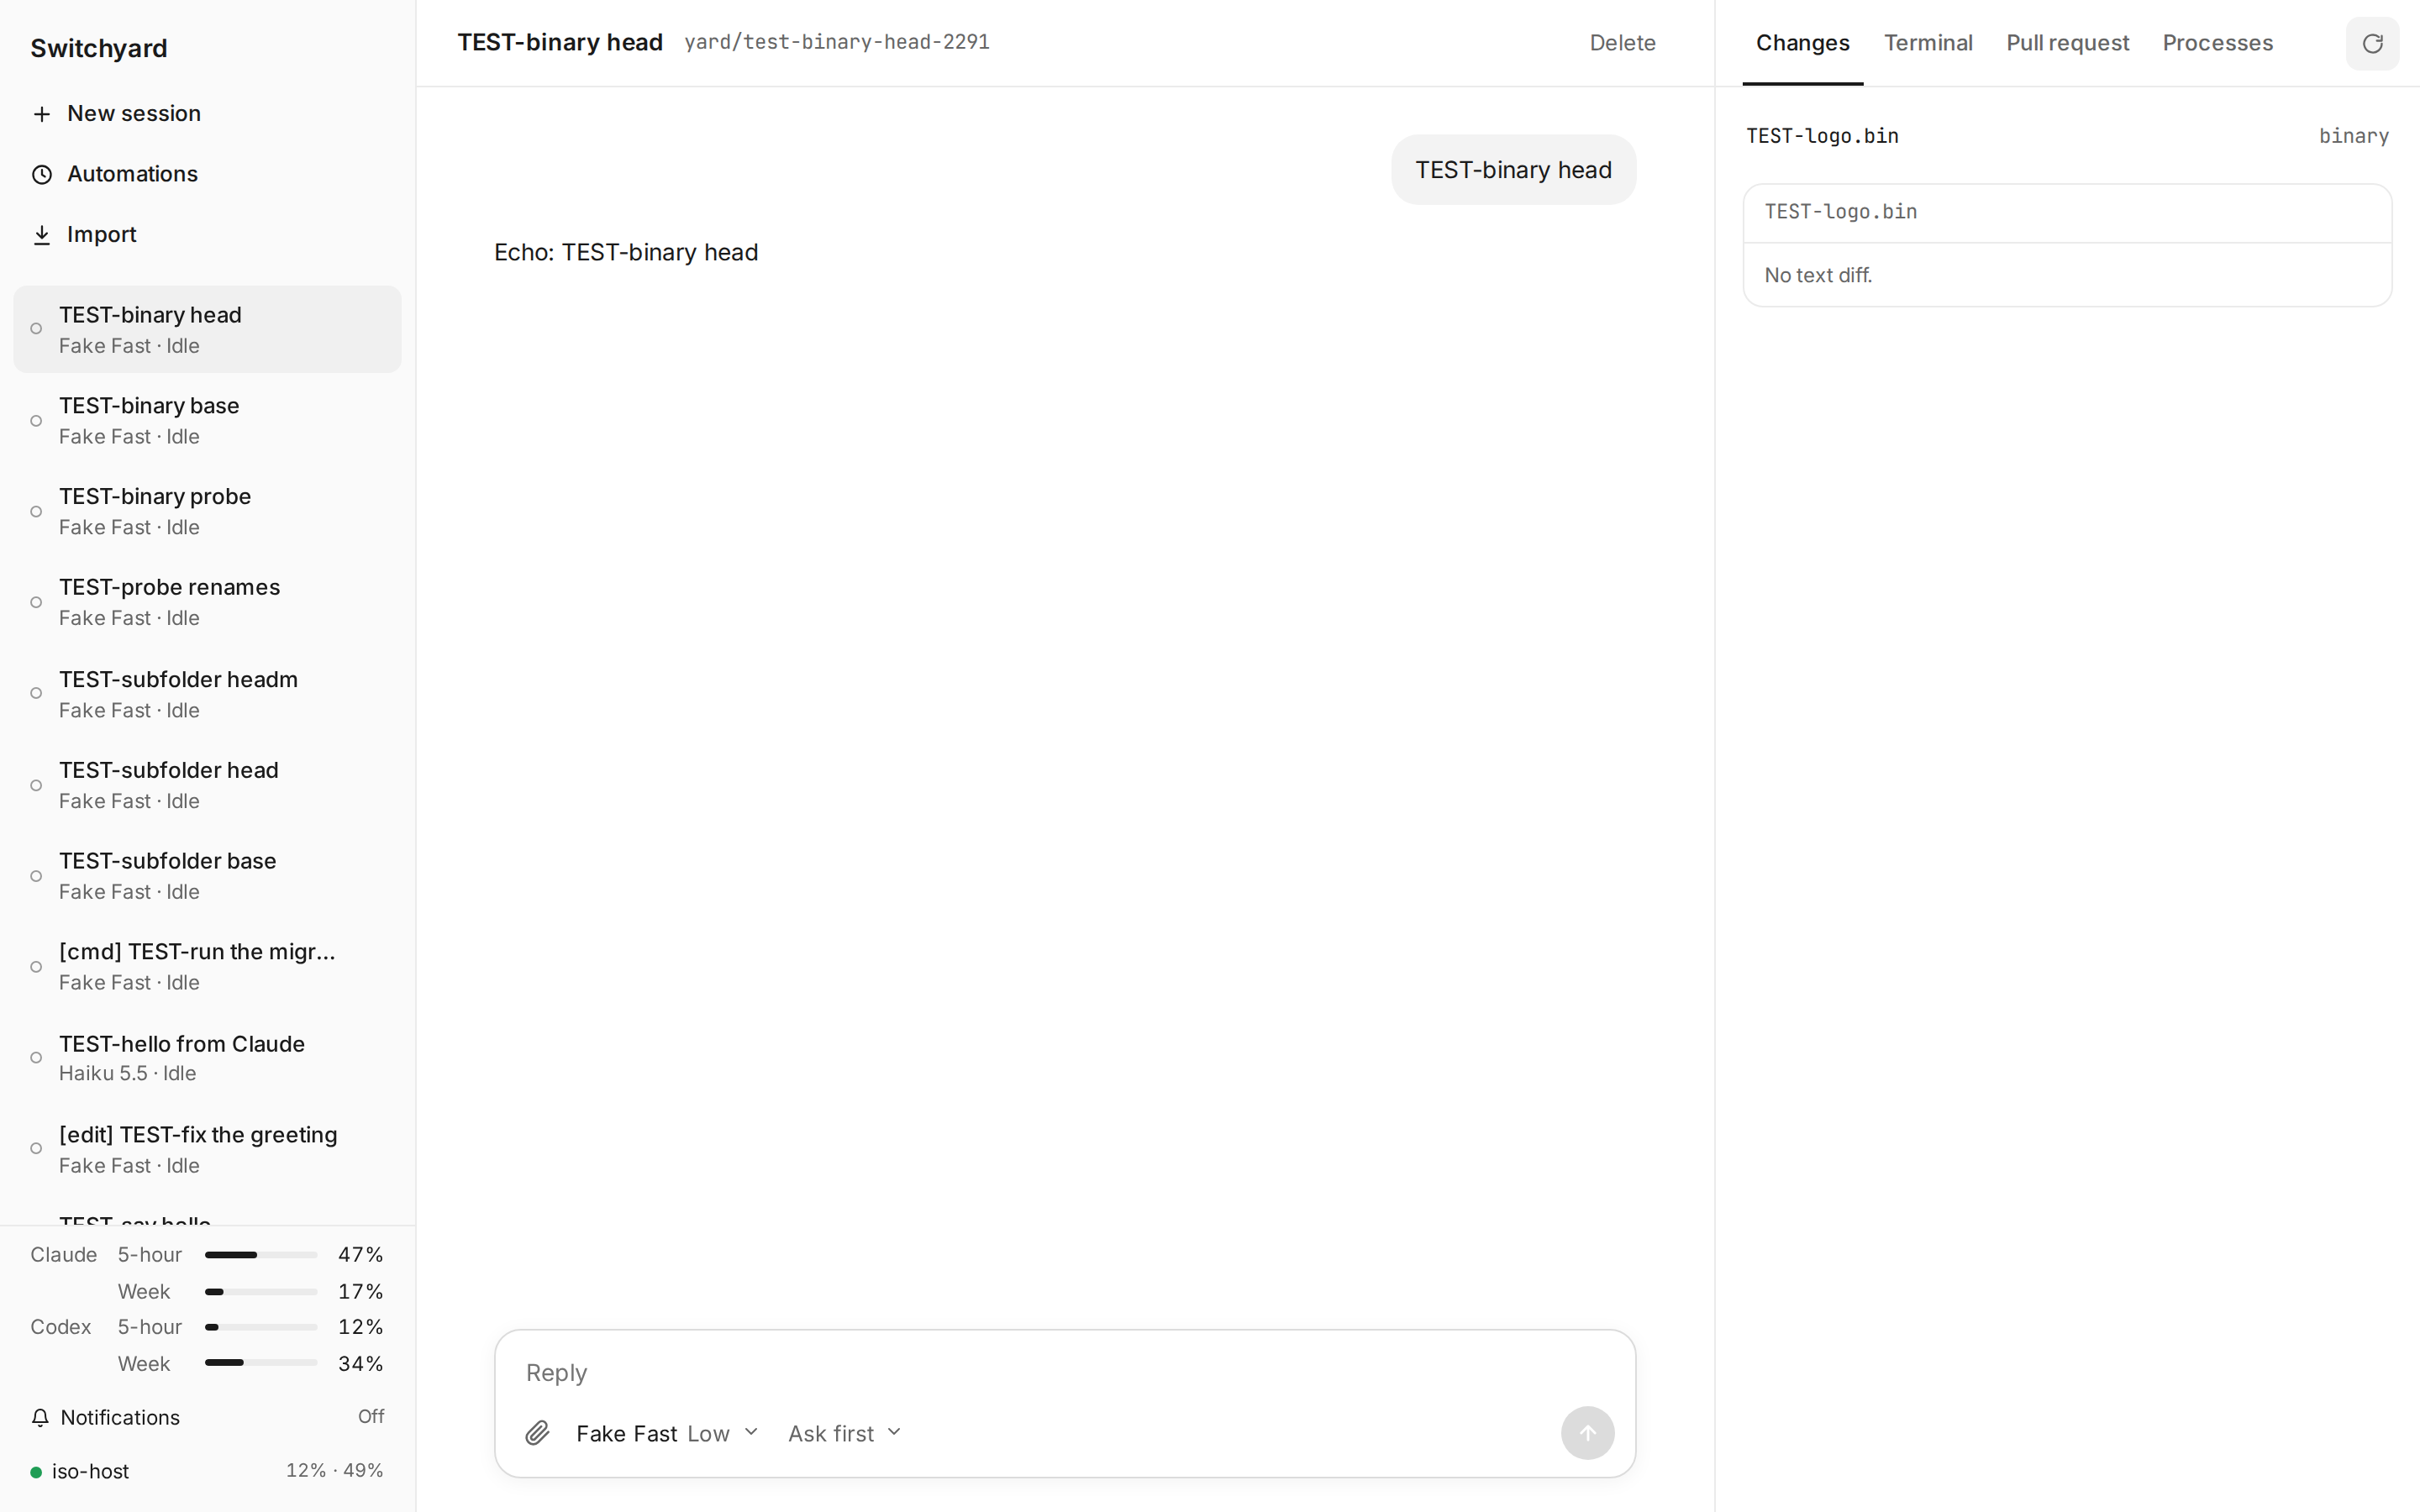 Switchyard
New session
Automations
Import
TEST-binary head
Fake Fast · Idle
TEST-binary base
Fake Fast · Idle
TEST-binary probe
Fake Fast · Idle
TEST-probe renames
Fake Fast · Idle
TEST-subfolder headm
Fake Fast · Idle
TEST-subfolder head
Fake Fast · Idle
TEST-subfolder base
Fake Fast · Idle
[cmd] TEST-run the migr...
Fake Fast · Idle
TEST-hello from Claude
Haiku 5.5 · Idle
[edit] TEST-fix the greeting
Fake Fast · Idle
TEST-say hello
Claude 5-hour 47%
Week 17%
Codex 5-hour 12%
Week 34%
Notifications Off
iso-host 12% · 49%
TEST-binary head yard/test-binary-head-2291 Delete
TEST-binary head
Echo: TEST-binary head
Reply
Fake Fast Low Ask first
Changes Terminal Pull request Processes
TEST-logo.bin binary
TEST-logo.bin
No text diff.